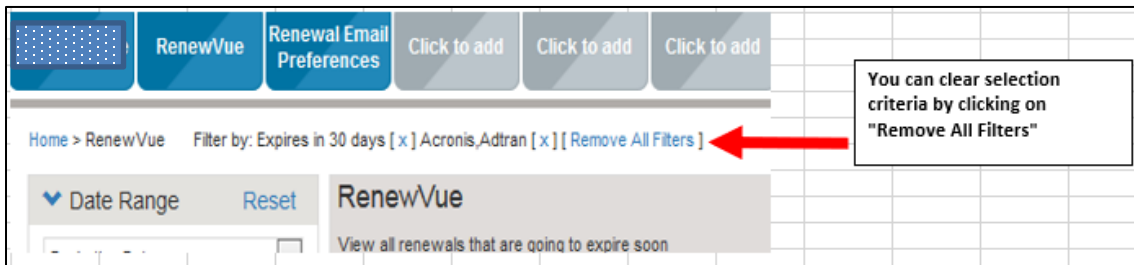 RenewVue
Renewal Email
Preferences
Click to add
Click to add
Click to add
You can clear selection
criteria by clicking on
"Remove All Filters"
Home > RenewVue Filter by: Expires in 30 days [ x ] Acronis,Adtran [ x ] [ Remove All Filters ]
Date Range Reset
RenewVue
View all renewals that are going to expire soon